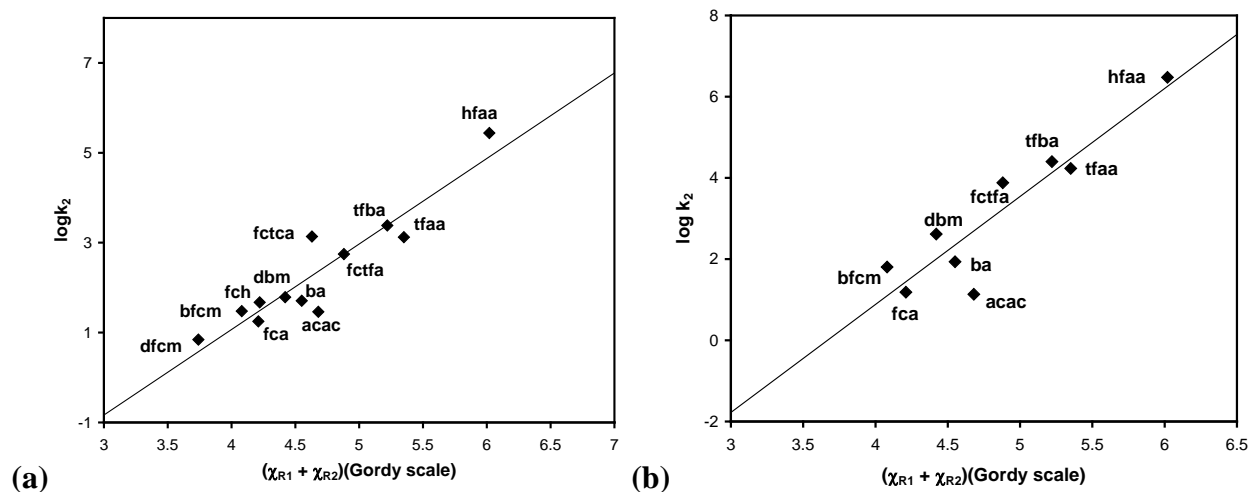 7
5
3
1
-1
logk₂
hfaa
tfba
tfaa
fctca
fctfa
dbm
fch
ba
bfcm
acac
fca
dfcm
3 3.5 4 4.5 5 5.5 6 6.5 7
(χR1 + χR2)(Gordy scale)
(a)
8
6
4
2
0
-2
log k₂
hfaa
tfba
tfaa
fctfa
dbm
ba
bfcm
acac
fca
3 3.5 4 4.5 5 5.5 6 6.5
(χR1 + χR2)(Gordy scale)
(b)